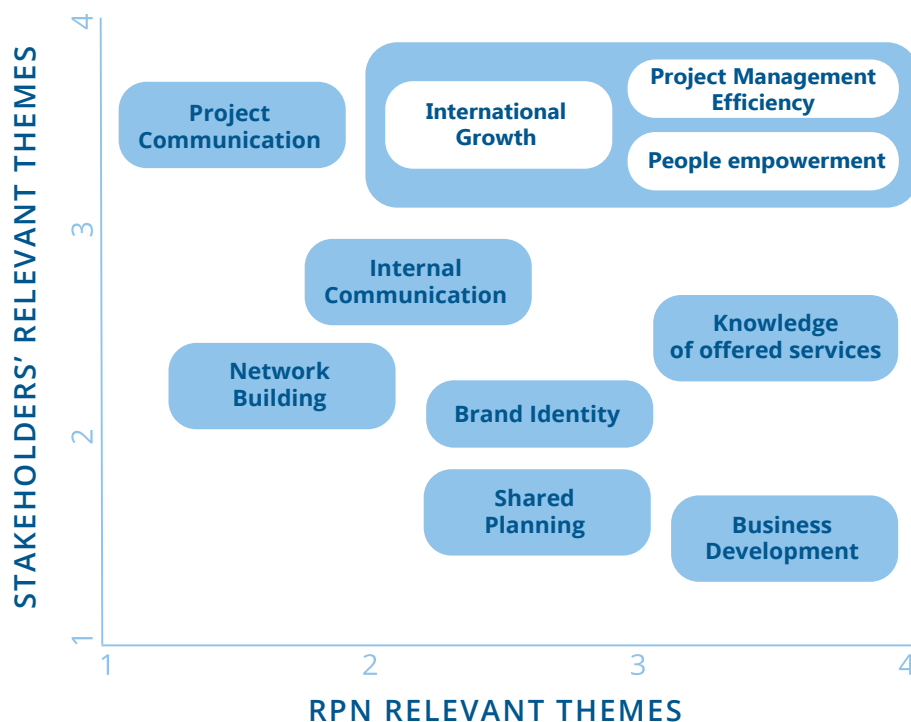 STAKEHOLDERS’ RELEVANT THEMES
4
3
2
1
Project
Communication
International
Growth
Project Management
Efficiency
People empowerment
Internal
Communication
Knowledge
of offered services
Network
Building
Brand Identity
Shared
Planning
Business
Development
1
2
3
4
RPN RELEVANT THEMES